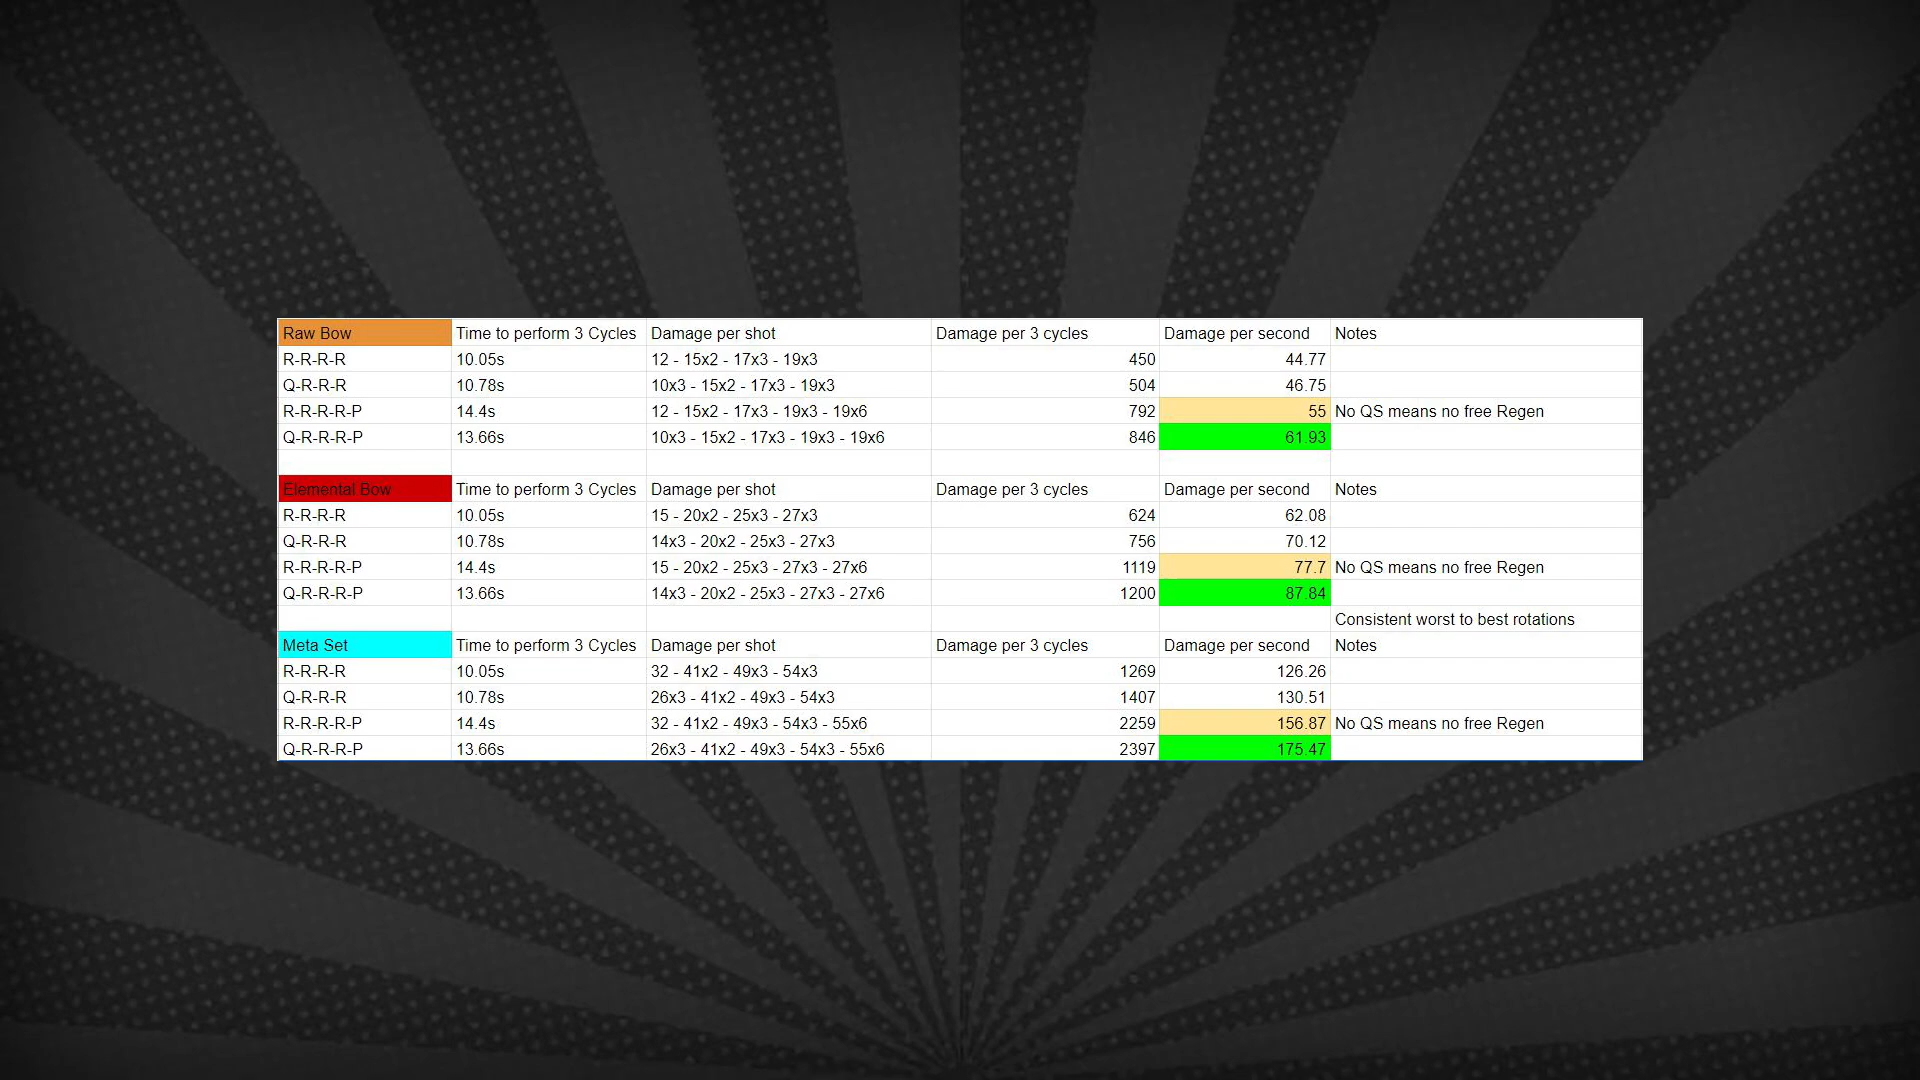 Raw Bow Time to perform 3 Cycles Damage per shot Damage per 3 cycles Damage per second Notes
R-R-R-R 10.05s 12 - 15x2 - 17x3 - 19x3 450 44.77
Q-R-R-R 10.78s 10x3 - 15x2 - 17x3 - 19x3 504 46.75
R-R-R-R-P 14.4s 12 - 15x2 - 17x3 - 19x3 - 19x6 792 55 No QS means no free Regen
Q-R-R-R-P 13.66s 10x3 - 15x2 - 17x3 - 19x3 - 19x6 846 61.93
Elemental Bow Time to perform 3 Cycles Damage per shot Damage per 3 cycles Damage per second Notes
R-R-R-R 10.05s 15 - 20x2 - 25x3 - 27x3 624 62.08
Q-R-R-R 10.78s 14x3 - 20x2 - 25x3 - 27x3 756 70.12
R-R-R-R-P 14.4s 15 - 20x2 - 25x3 - 27x3 - 27x6 1119 77.7 No QS means no free Regen
Q-R-R-R-P 13.66s 14x3 - 20x2 - 25x3 - 27x3 - 27x6 1200 87.84
Consistent worst to best rotations
Meta Set Time to perform 3 Cycles Damage per shot Damage per 3 cycles Damage per second Notes
R-R-R-R 10.05s 32 - 41x2 - 49x3 - 54x3 1269 126.26
Q-R-R-R 10.78s 26x3 - 41x2 - 49x3 - 54x3 1407 130.51
R-R-R-R-P 14.4s 32 - 41x2 - 49x3 - 54x3 - 55x6 2259 156.87 No QS means no free Regen
Q-R-R-R-P 13.66s 26x3 - 41x2 - 49x3 - 54x3 - 55x6 2397 175.47